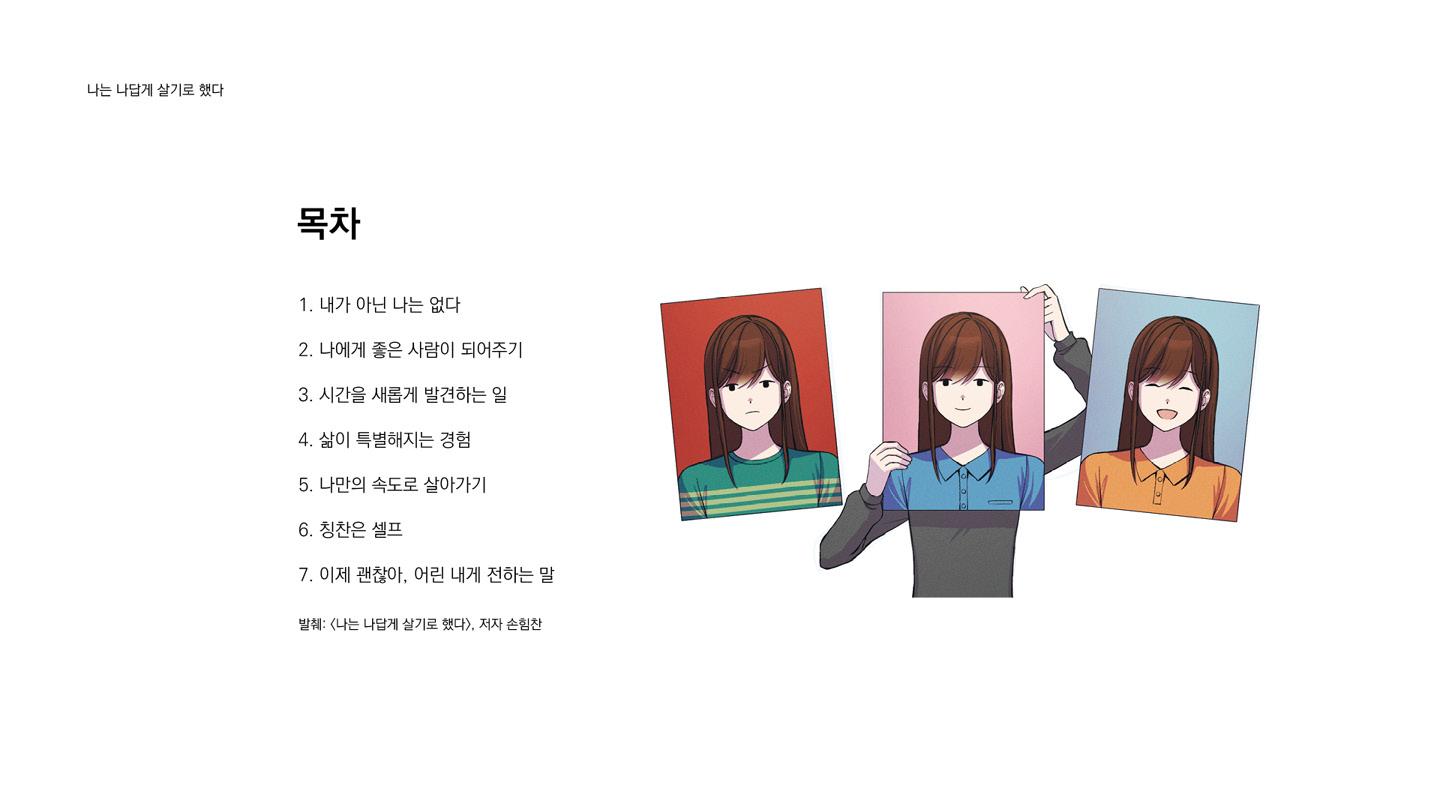 나는 나답게 살기로 했다
목차
1. 내가 아닌 나는 없다
2. 나에게 좋은 사람이 되어주기
3. 시간을 새롭게 발견하는 일
4. 삶이 특별해지는 경험
5. 나만의 속도로 살아가기
6. 칭찬은 셀프
7. 이제 괜찮아, 어린 내게 전하는 말
발췌: <나는 나답게 살기로 했다>, 저자 손힘찬